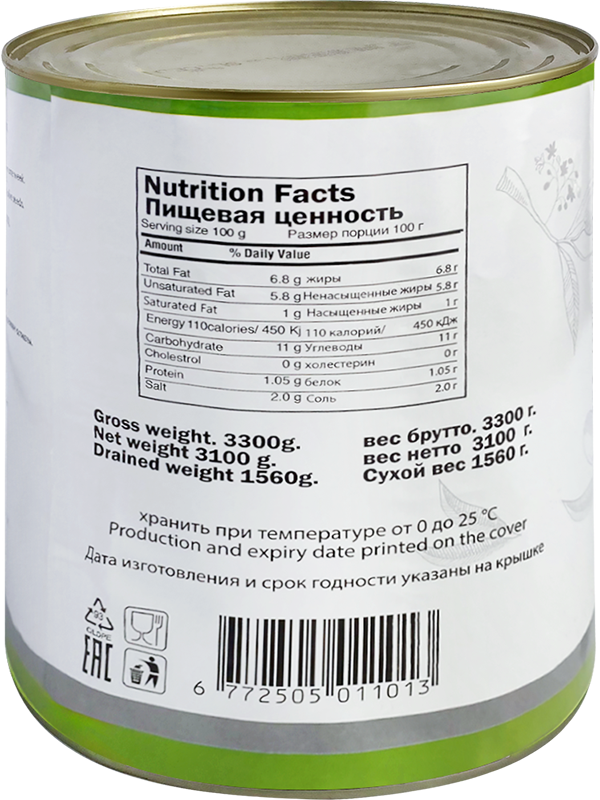 Nutrition Facts
Пищевая ценность
Serving size 100 g Размер порции 100 г
Amount % Daily Value
Total Fat 6.8 g жиры 6.8 г
Unsaturated Fat 5.8 g Ненасыщенные жиры 5.8 г
Saturated Fat 1 g Насыщенные жиры 1 г
Energy 110calories/ 450 Kj 110 калорий/ 450 кДж
Carbohydrate 11 g Углеводы 11 г
Cholestrol 0 g холестерин 0 г
Protein 1.05 g белок 1.05 г
Salt 2.0 g Соль 2.0 г
Gross weight. 3300g. вес брутто. 3300 г.
Net weight 3100 g. вес нетто 3100 г.
Drained weight 1560g. Сухой вес 1560 г.
хранить при температуре от 0 до 25 °C
Production and expiry date printed on the cover
Дата изготовления и срок годности указаны на крышке
EAC
6 772505 011013